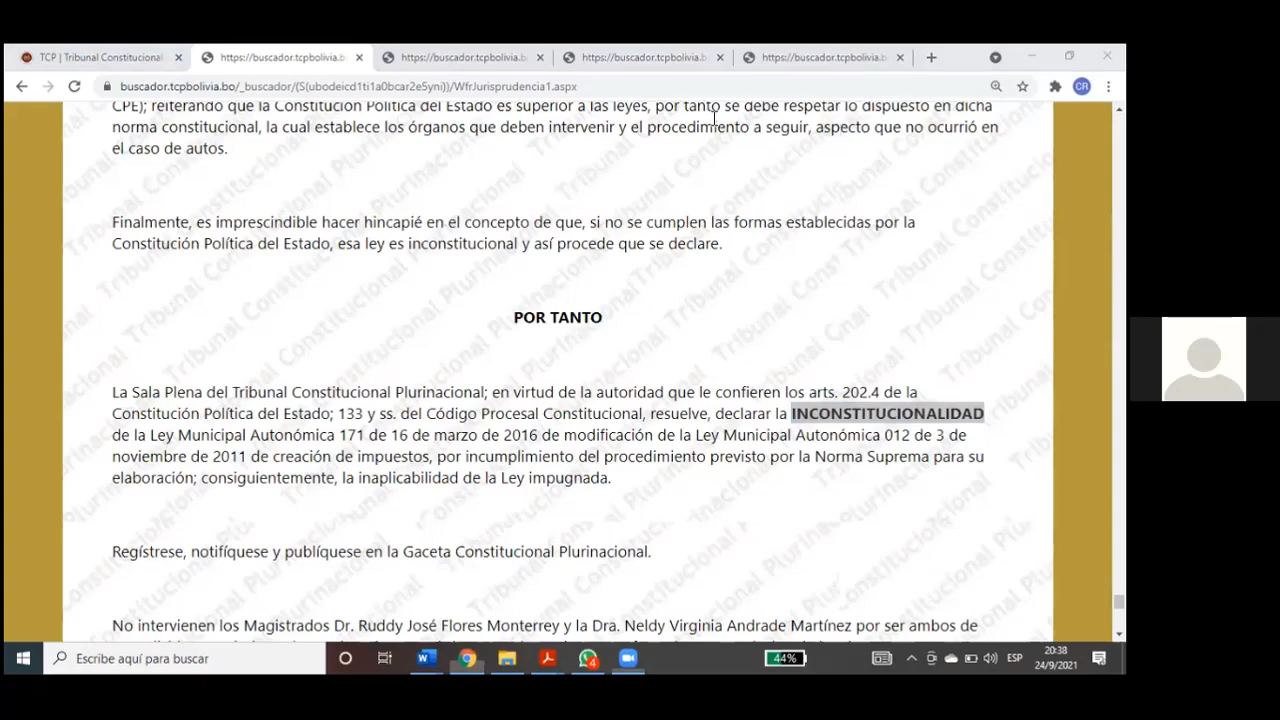 TCP | Tribunal Constitucional
https://buscador.tcpbolivia.b
https://buscador.tcpbolivia.b
https://buscador.tcpbolivia.b
https://buscador.tcpbolivia.b
buscador.tcpbolivia.bo/_buscador/(S(ubodeicd1ti1a0bcar2e5yni))/WfrJurisprudencia1.aspx
CR
CPE); reiterando que la Constitución Política del Estado es superior a las leyes, por tanto se debe respetar lo dispuesto en dicha
norma constitucional, la cual establece los órganos que deben intervenir y el procedimiento a seguir, aspecto que no ocurrió en
el caso de autos.
Finalmente, es imprescindible hacer hincapié en el concepto de que, si no se cumplen las formas establecidas por la
Constitución Política del Estado, esa ley es inconstitucional y así procede que se declare.
POR TANTO
La Sala Plena del Tribunal Constitucional Plurinacional; en virtud de la autoridad que le confieren los arts. 202.4 de la
Constitución Política del Estado; 133 y ss. del Código Procesal Constitucional, resuelve, declarar la INCONSTITUCIONALIDAD
de la Ley Municipal Autonómica 171 de 16 de marzo de 2016 de modificación de la Ley Municipal Autonómica 012 de 3 de
noviembre de 2011 de creación de impuestos, por incumplimiento del procedimiento previsto por la Norma Suprema para su
elaboración; consiguientemente, la inaplicabilidad de la Ley impugnada.
Regístrese, notifíquese y publíquese en la Gaceta Constitucional Plurinacional.
No intervienen los Magistrados Dr. Ruddy José Flores Monterrey y la Dra. Neldy Virginia Andrade Martínez por ser ambos de
Escribe aquí para buscar
4
44%
ESP
20:38
24/9/2021